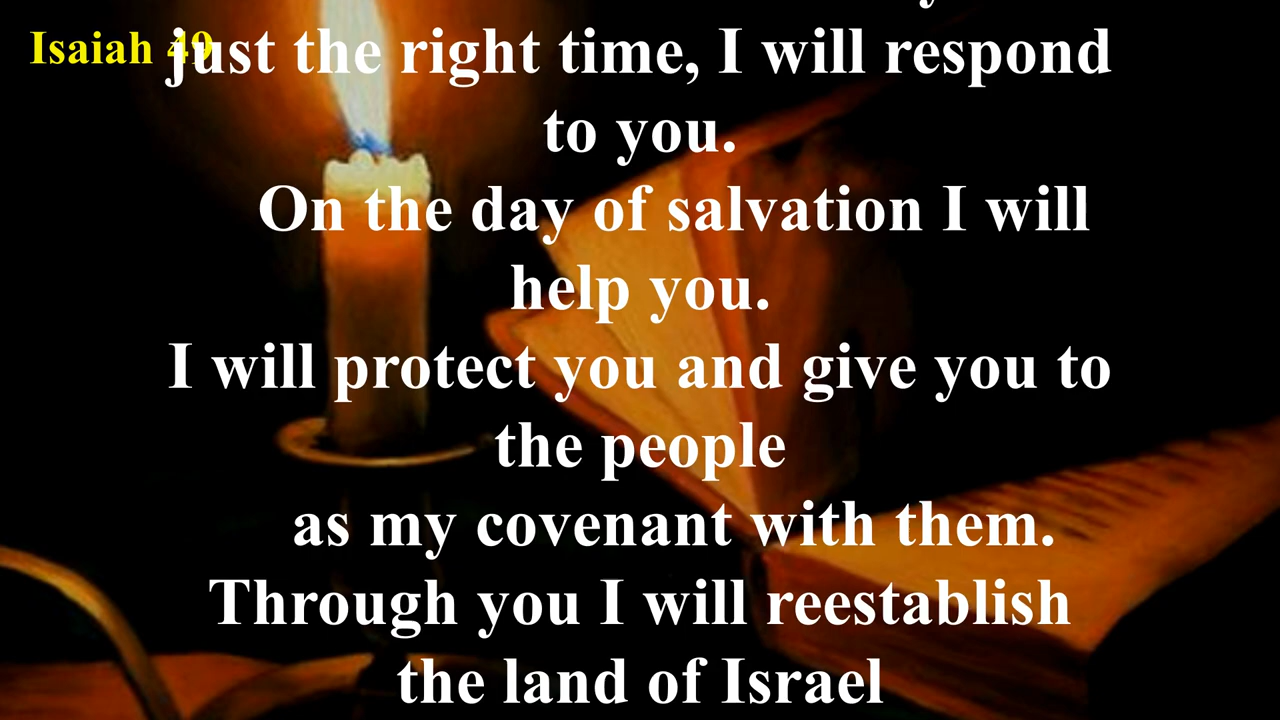 Isaiah 49
just the right time, I will respond
to you.
On the day of salvation I will
help you.
I will protect you and give you to
the people
as my covenant with them.
Through you I will reestablish
the land of Israel